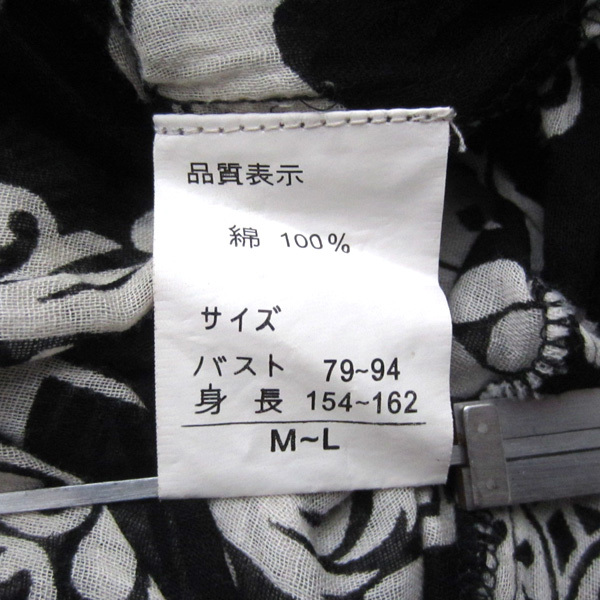 品質表示
綿 100%
サイズ
バスト 79~94
身長 154~162
M~L